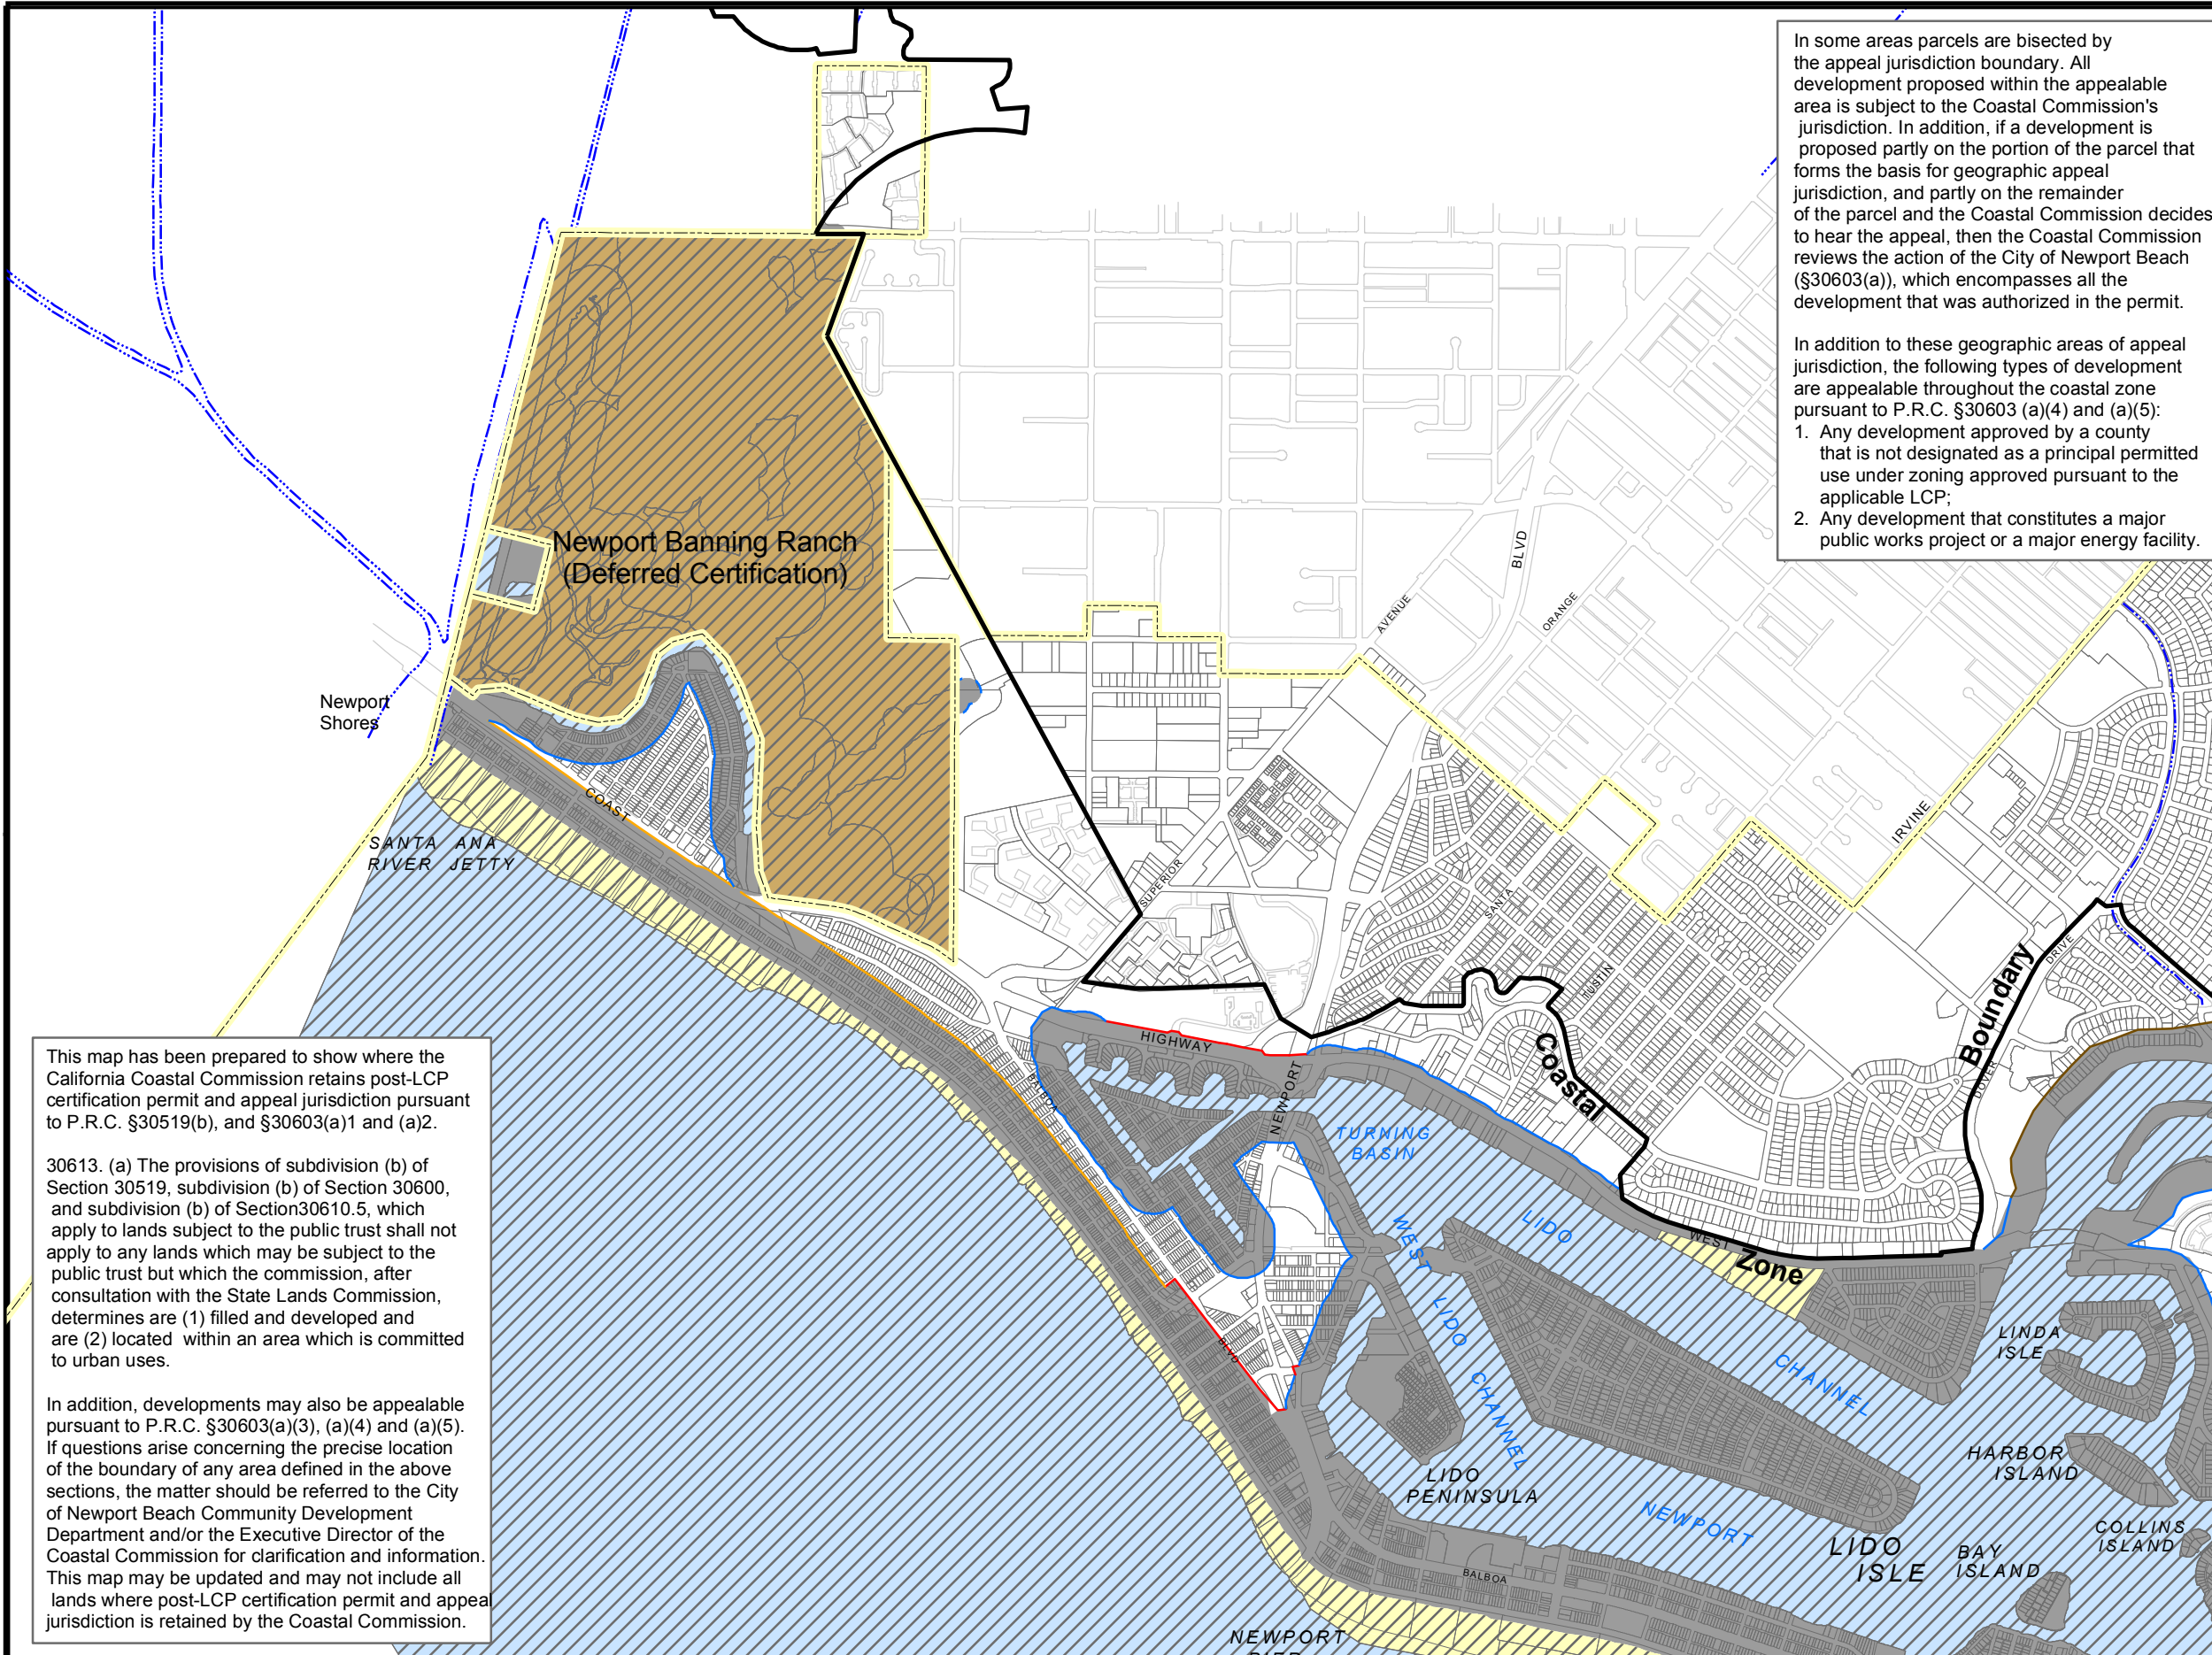 In some areas parcels are bisected by
the appeal jurisdiction boundary. All
development proposed within the appealable
area is subject to the Coastal Commission's
jurisdiction. In addition, if a development is
proposed partly on the portion of the parcel that
forms the basis for geographic appeal
jurisdiction, and partly on the remainder
of the parcel and the Coastal Commission decides
to hear the appeal, then the Coastal Commission
reviews the action of the City of Newport Beach
(§30603(a)), which encompasses all the
development that was authorized in the permit.
In addition to these geographic areas of appeal
jurisdiction, the following types of development
are appealable throughout the coastal zone
pursuant to P.R.C. §30603 (a)(4) and (a)(5):
1. Any development approved by a county
that is not designated as a principal permitted
use under zoning approved pursuant to the
applicable LCP;
2. Any development that constitutes a major
public works project or a major energy facility.
Newport Banning Ranch
(Deferred Certification)
BLVD
AVENUE
ORANGE
Newport
Shores
COAST
IRVINE
SANTA ANA
RIVER JETTY
SUPERIOR
SANTA
TUSTIN
DRIVE
Boundary
DOVER
Coastal
Zone
HIGHWAY
BALBOA
NEWPORT
TURNING
BASIN
LIDO
WEST
WEST LIDO CHANNEL
BLVD
CHANNEL
LINDA
ISLE
HARBOR
ISLAND
LIDO
PENINSULA
NEWPORT
LIDO
ISLE
BAY
ISLAND
COLLINS
ISLAND
BALBOA
NEWPORT
PIER
This map has been prepared to show where the
California Coastal Commission retains post-LCP
certification permit and appeal jurisdiction pursuant
to P.R.C. §30519(b), and §30603(a)1 and (a)2.
30613. (a) The provisions of subdivision (b) of
Section 30519, subdivision (b) of Section 30600,
and subdivision (b) of Section30610.5, which
apply to lands subject to the public trust shall not
apply to any lands which may be subject to the
public trust but which the commission, after
consultation with the State Lands Commission,
determines are (1) filled and developed and
are (2) located within an area which is committed
to urban uses.
In addition, developments may also be appealable
pursuant to P.R.C. §30603(a)(3), (a)(4) and (a)(5).
If questions arise concerning the precise location
of the boundary of any area defined in the above
sections, the matter should be referred to the City
of Newport Beach Community Development
Department and/or the Executive Director of the
Coastal Commission for clarification and information.
This map may be updated and may not include all
lands where post-LCP certification permit and appeal
jurisdiction is retained by the Coastal Commission.